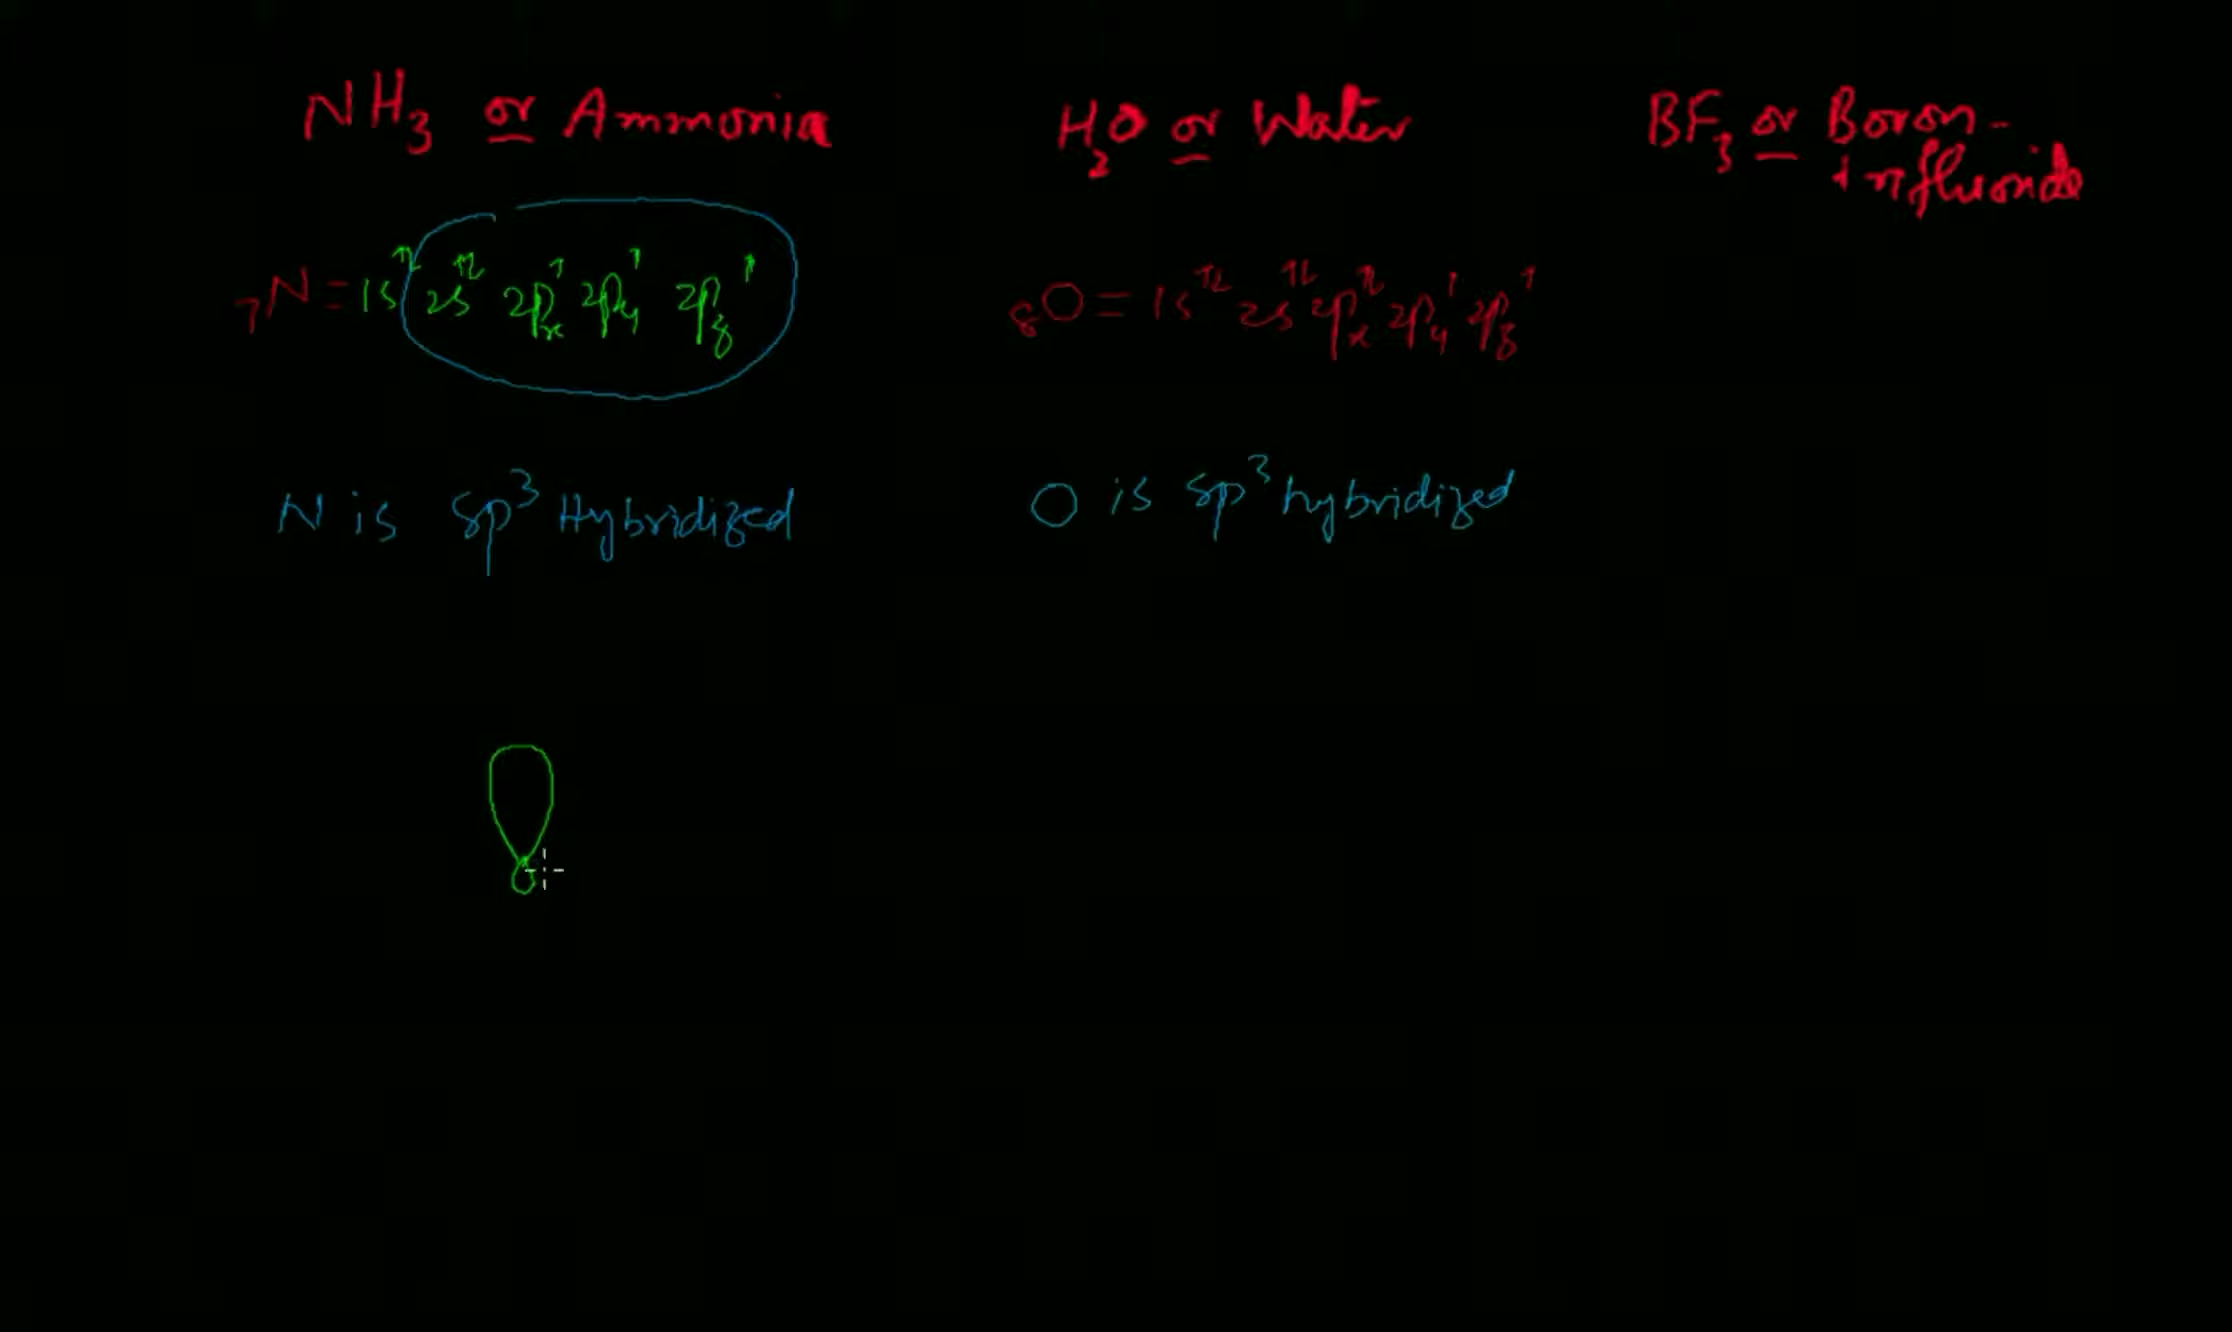 NH3 or Ammonia
7N = 1s↑↓ 2s↑↓ 2px↑ 2py↑ 2pz↑
N is sp³ Hybridized
H2O or Water
8O = 1s↑↓ 2s↑↓ 2px↑↓ 2py↑ 2pz↑
O is sp³ hybridized
BF3 or Boron-
trifluoride